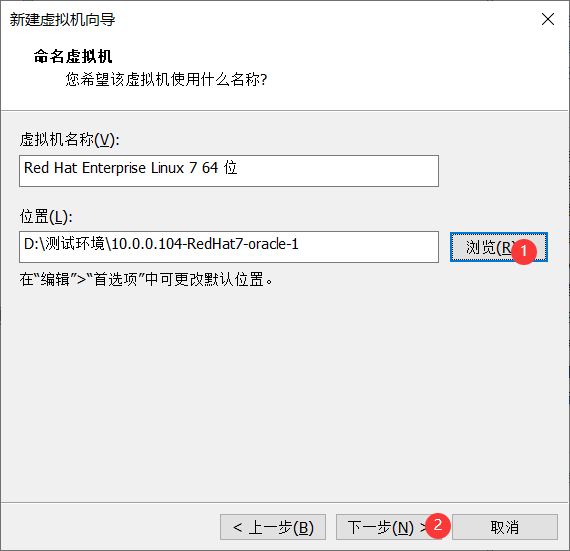 新建虚拟机向导
命名虚拟机
您希望该虚拟机使用什么名称?
虚拟机名称(V):
Red Hat Enterprise Linux 7 64 位
位置(L):
D:\测试环境\10.0.0.104-RedHat7-oracle-1
浏览(R)
1
在“编辑”>“首选项”中可更改默认位置。
< 上一步(B)
下一步(N) >
2
取消